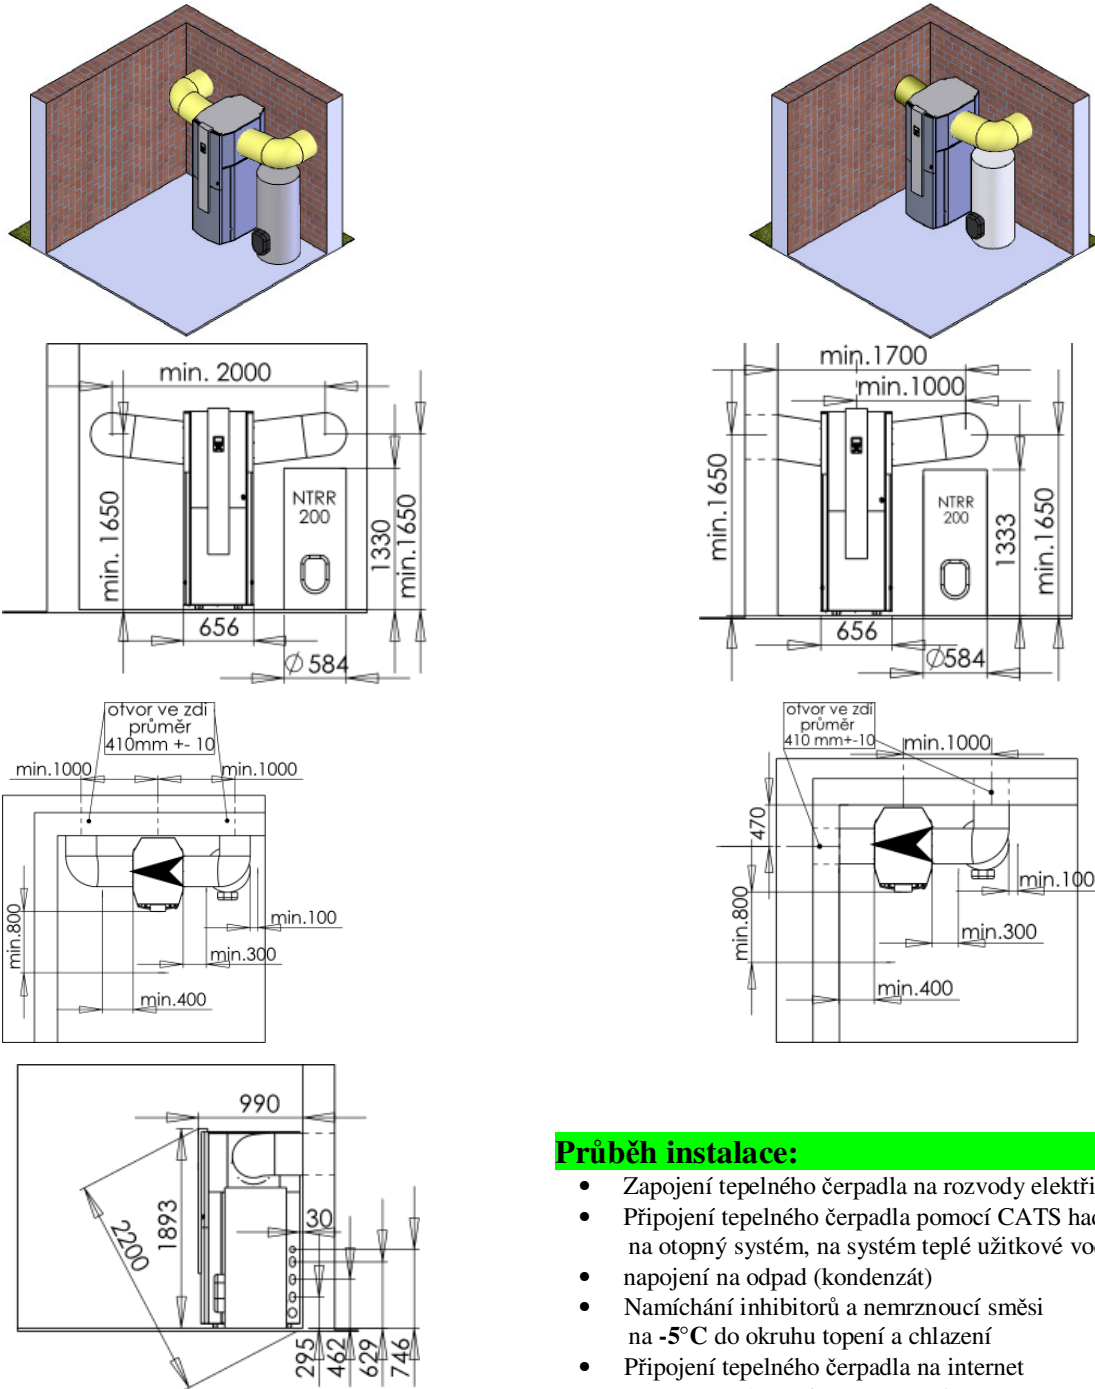 min. 2000
min. 1650
NTRR
200
1330
min.1650
656
Ø 584
min.1700
min.1000
min.1650
NTRR
200
1333
min.1650
656
Ø584
otvor ve zdi
průměr
410mm +- 10
min.1000
min.1000
min.800
min.100
min.300
min.400
otvor ve zdi
průměr
410 mm+-10
min.1000
470
min.800
min.100
min.300
min.400
990
1893
2200
30
295
462
629
746
Průběh instalace:
• Zapojení tepelného čerpadla na rozvody elektři
• Připojení tepelného čerpadla pomocí CATS had
na otopný systém, na systém teplé užitkové vo
• napojení na odpad (kondenzát)
• Namíchání inhibitorů a nemrznoucí směsi
na -5°C do okruhu topení a chlazení
• Připojení tepelného čerpadla na internet